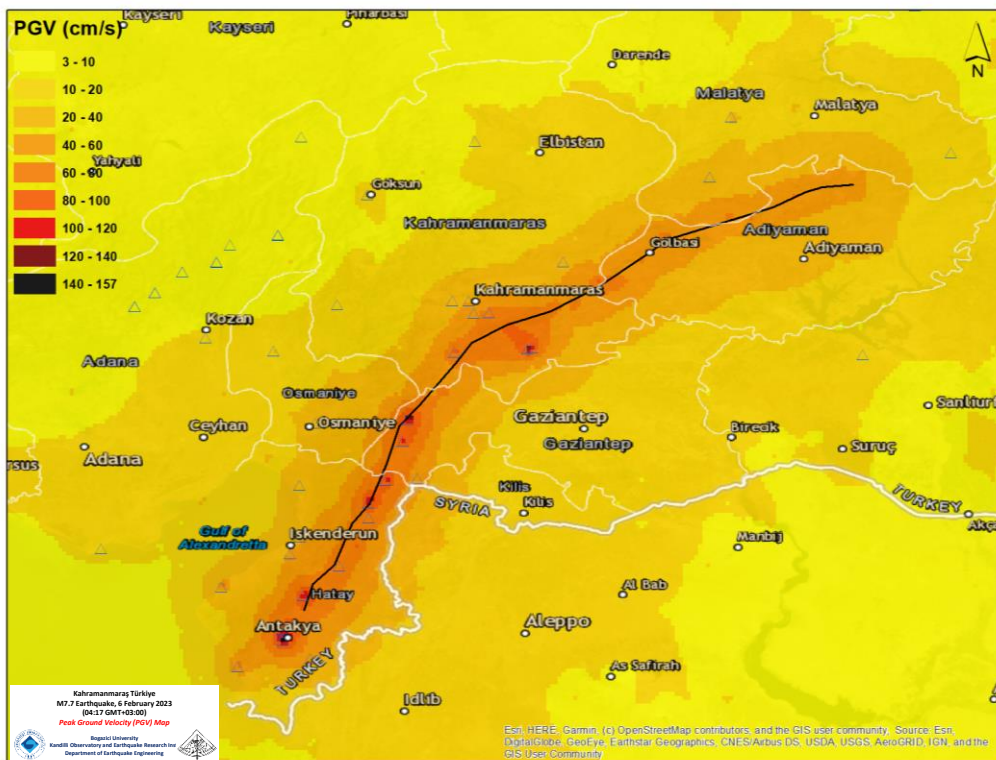 PGV (cm/s)
3 - 10
10 - 20
20 - 40
40 - 60
60 - 80
80 - 100
100 - 120
120 - 140
140 - 157
Kayseri
Kayseri
Pinarbasi
Darende
N
Malatya
Malatya
Elbistan
Yahyali
Göksun
Kahramanmaras
Adiyaman
Golbasi
Adiyaman
Kahramanmaras
Kozan
Adana
Osmaniye
Gaziantep
Sanliurf
Ceyhan
Osmaniye
Gaziantep
Birecik
Suruç
Adana
rsus
Kilis
SYRIA
Kilis
TURKEY
Akç
Gulf of
Alexandretta
Iskenderun
Manbij
Hatay
Al Bab
Antakya
Aleppo
TURKEY
As Safirah
Idlib
Kahramanmaraş Türkiye
M7.7 Earthquake, 6 February 2023
(04:17 GMT+03:00)
Peak Ground Velocity (PGV) Map
Bogazici University
Kandilli Observatory and Earthquake Research Ins
Department of Earthquake Engineering
Esri, HERE, Garmin, (c) OpenStreetMap contributors, and the GIS user community, Source: Esri,
DigitalGlobe, GeoEye, Earthstar Geographics, CNES/Airbus DS, USDA, USGS, AeroGRID, IGN, and the
GIS User Community